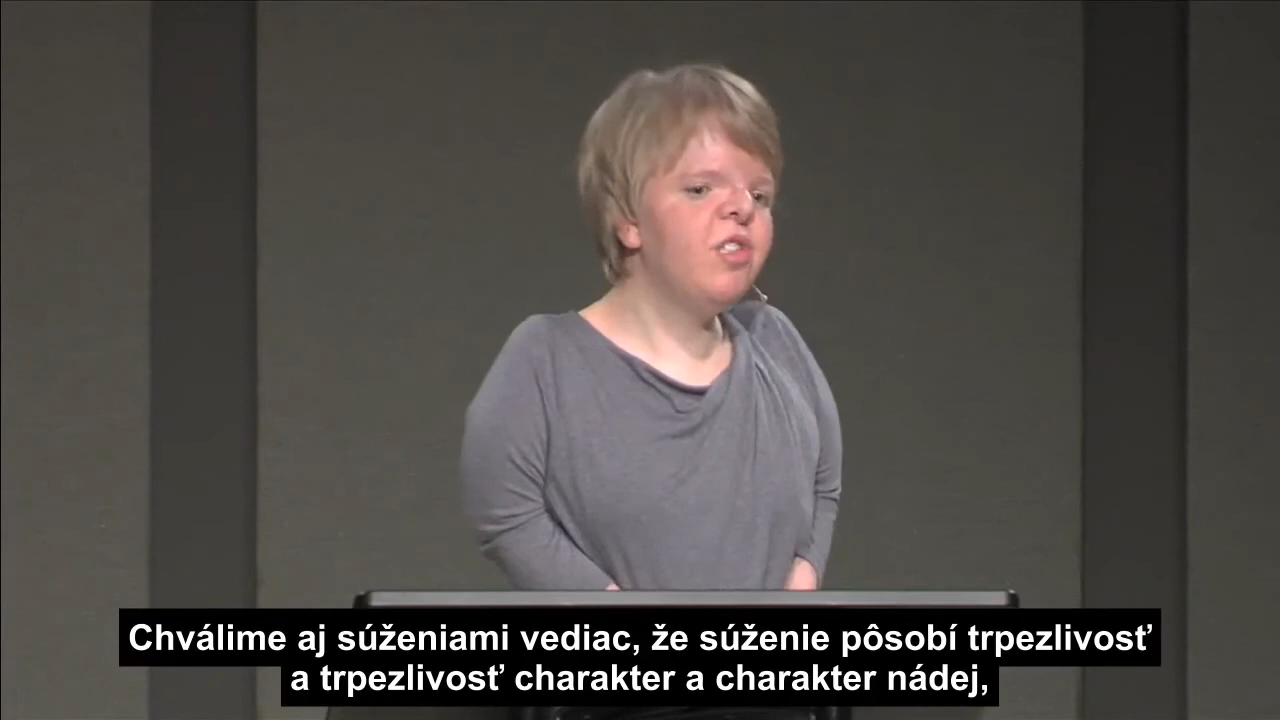 Chválime aj súženiami vediac, že súženie pôsobí trpezlivosť
a trpezlivosť charakter a charakter nádej,